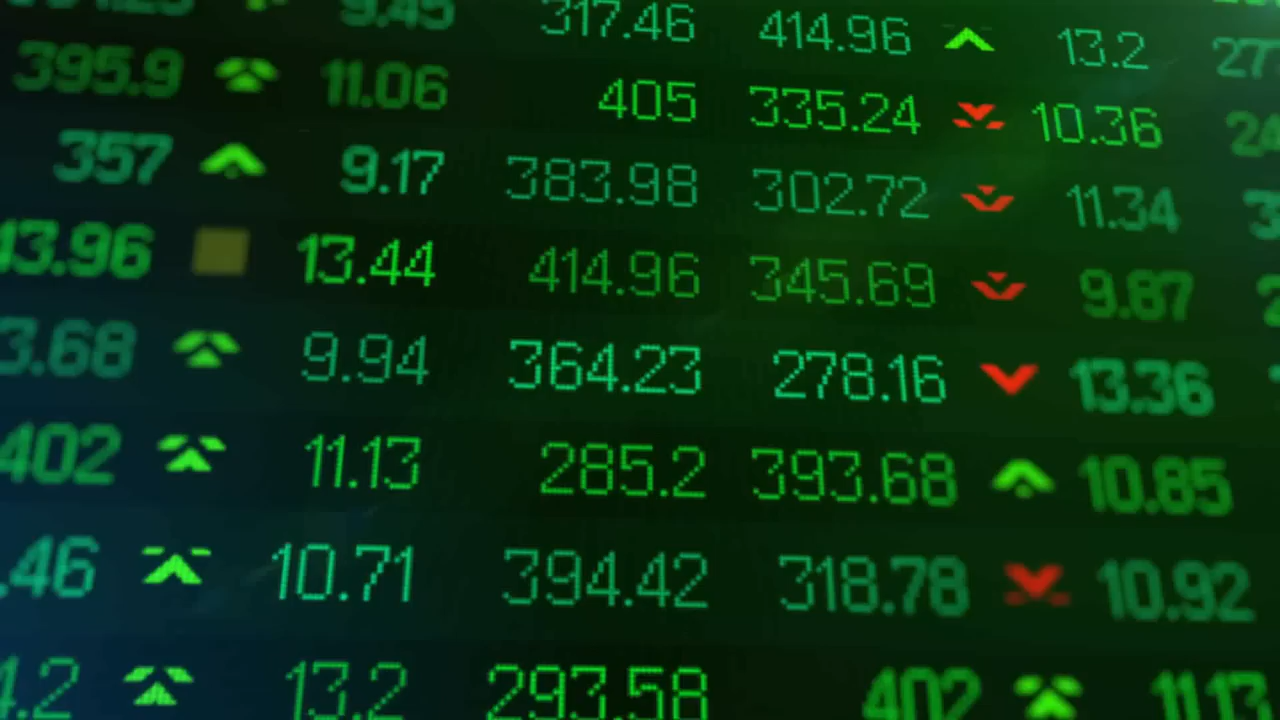 9.45 317.46 414.96 13.2
395.9 11.06 405 335.24 10.36
357 9.17 383.98 302.72 11.34
13.96 13.44 414.96 345.69 9.87
3.68 9.94 364.23 278.16 13.36
402 11.13 285.2 393.68 10.85
.46 10.71 394.42 318.78 10.92
4.2 13.2 293.58 402 11.13